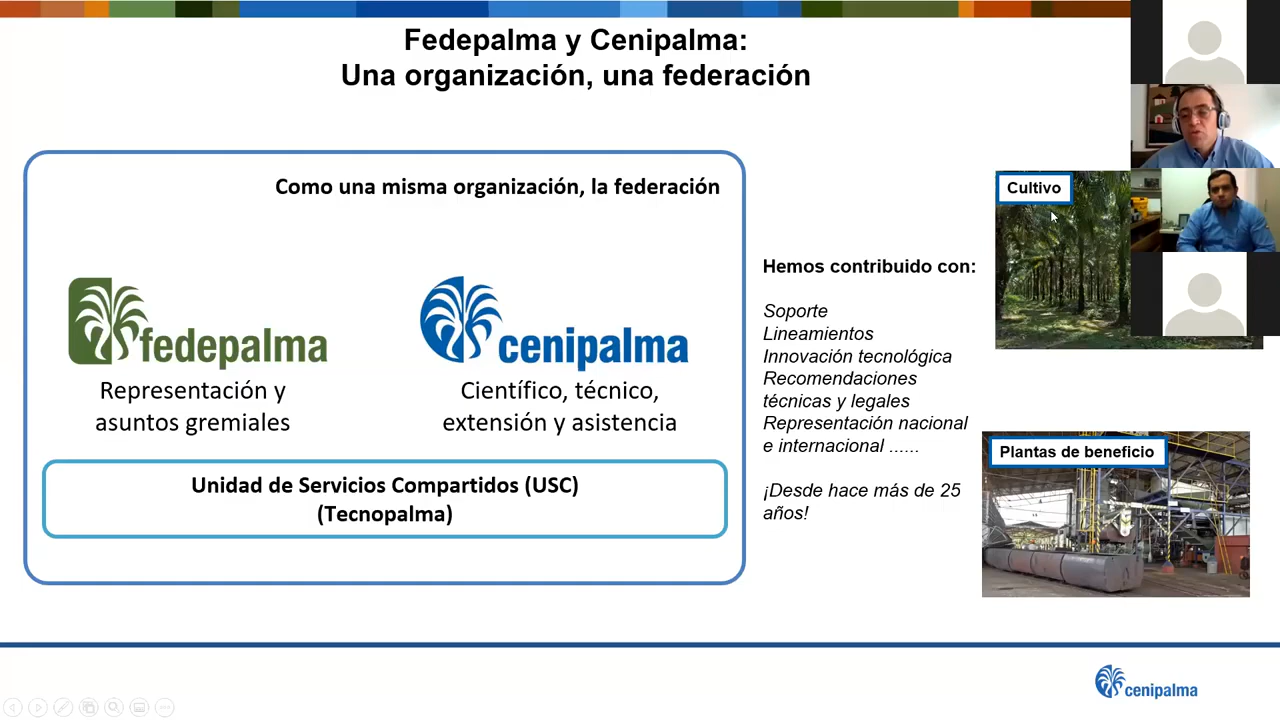 Fedepalma y Cenipalma:
Una organización, una federación
Como una misma organización, la federación
fedepalma
Representación y
asuntos gremiales
cenipalma
Científico, técnico,
extensión y asistencia
Unidad de Servicios Compartidos (USC)
(Tecnopalma)
Hemos contribuido con:
Soporte
Lineamientos
Innovación tecnológica
Recomendaciones
técnicas y legales
Representación nacional
e internacional ......
¡Desde hace más de 25
años!
Cultivo
Plantas de beneficio
cenipalma